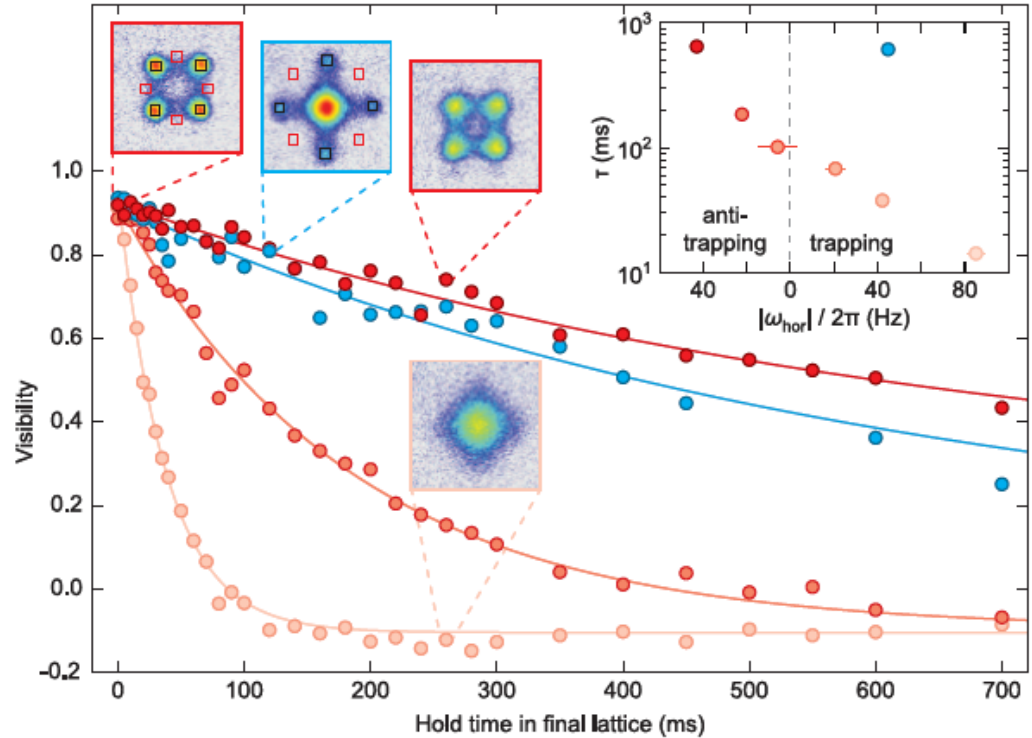 Visibility
1.0
0.8
0.6
0.4
0.2
0.0
-0.2
0 100 200 300 400 500 600 700
Hold time in final lattice (ms)
τ (ms)
10³
10²
10¹
anti-
trapping
trapping
40 0 40 80
|ω_hor| / 2π (Hz)